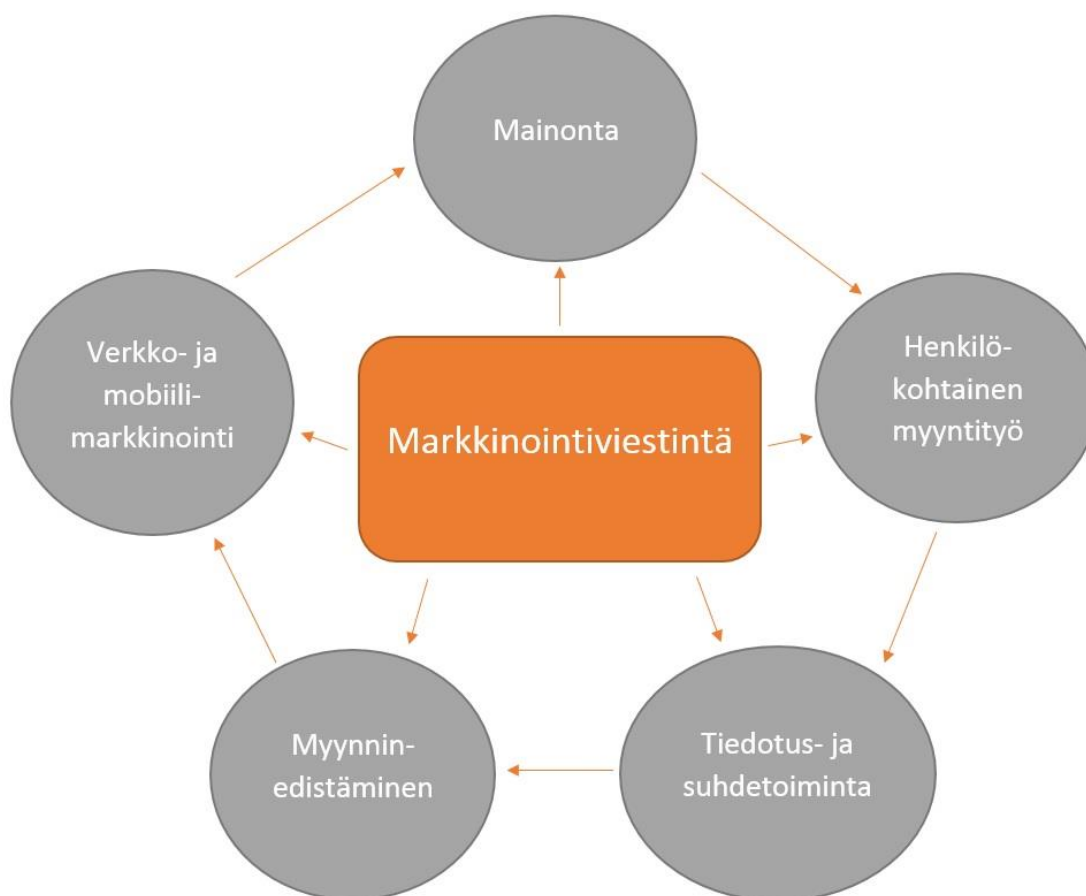 Mainonta
Verkko- ja
mobiili-
markkinointi
Markkinointiviestintä
Henkilö-
kohtainen
myyntityö
Myynnin-
edistäminen
Tiedotus- ja
suhdetoiminta